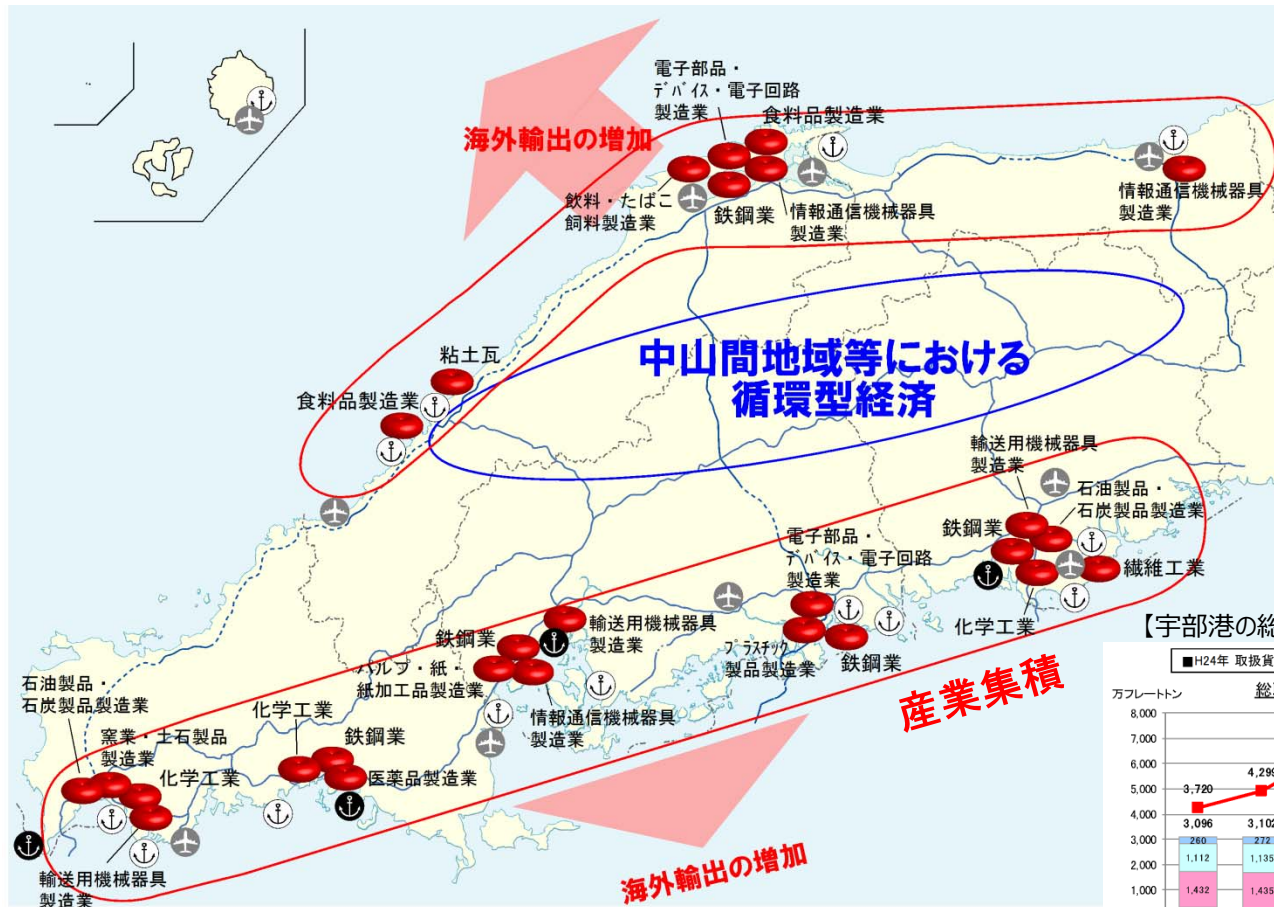 電子部品・
ﾃﾞﾊﾞｲｽ・電子回路
製造業
食料品製造業
海外輸出の増加
飲料・たばこ
飼料製造業
鉄鋼業
情報通信機械器具
製造業
情報通信機械器具
製造業
中山間地域等における
循環型経済
粘土瓦
食料品製造業
輸送用機械器具
製造業
石油製品・
石炭製品製造業
鉄鋼業
繊維工業
化学工業
電子部品・
ﾃﾞﾊﾞｲｽ・電子回路
製造業
ﾌﾟﾗｽﾁｯｸ
製品製造業
鉄鋼業
輸送用機械器具
製造業
鉄鋼業
パルプ・紙・
紙加工品製造業
情報通信機械器具
製造業
産業集積
石油製品・
石炭製品製造業
窯業・土石製品
製造業
化学工業
化学工業
鉄鋼業
医薬品製造業
輸送用機械器具
製造業
海外輸出の増加
【宇部港の総
■H24年 取扱貨
万フレートトン
総
8,000
7,000
6,000
5,000
4,000
3,000
2,000
1,000
3,720
4,299
3,096
3,102
260
272
1,112
1,135
1,432
1,435